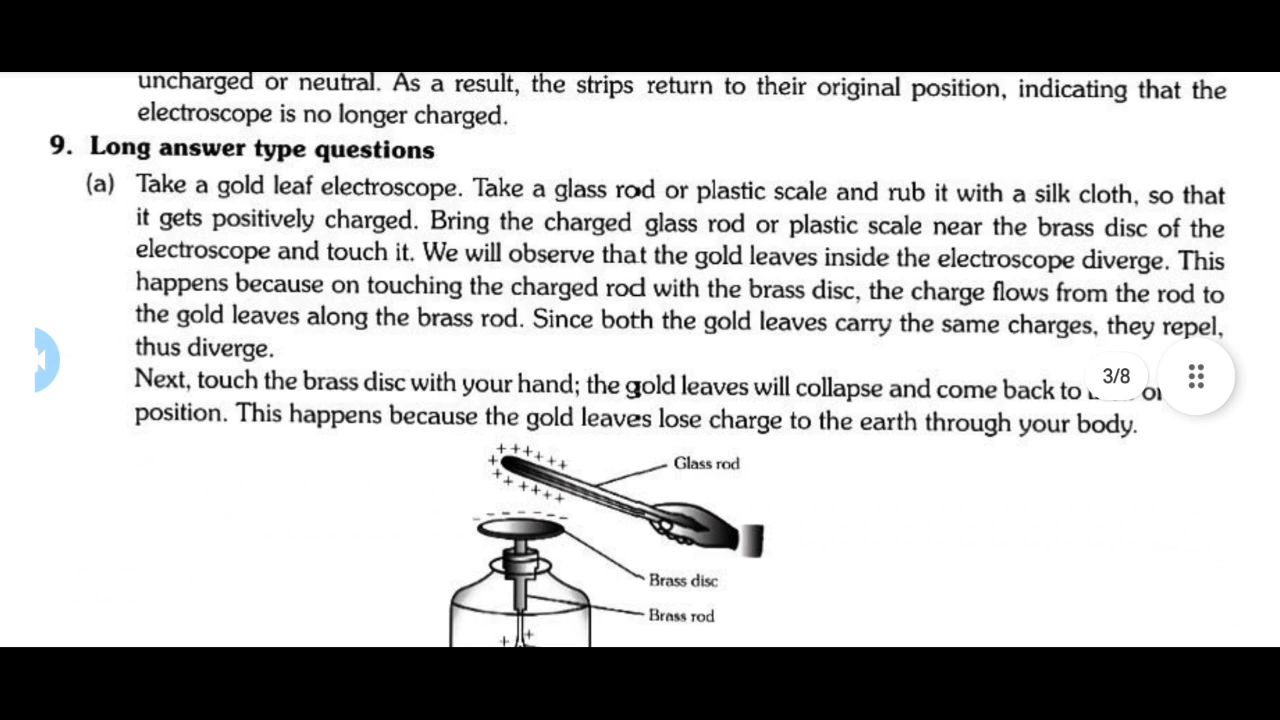 uncharged or neutral. As a result, the strips return to their original position, indicating that the
electroscope is no longer charged.
9. Long answer type questions
(a) Take a gold leaf electroscope. Take a glass rod or plastic scale and rub it with a silk cloth, so that
it gets positively charged. Bring the charged glass rod or plastic scale near the brass disc of the
electroscope and touch it. We will observe that the gold leaves inside the electroscope diverge. This
happens because on touching the charged rod with the brass disc, the charge flows from the rod to
the gold leaves along the brass rod. Since both the gold leaves carry the same charges, they repel,
thus diverge.
Next, touch the brass disc with your hand; the gold leaves will collapse and come back to
3/8
position. This happens because the gold leaves lose charge to the earth through your body.
Glass rod
Brass disc
Brass rod